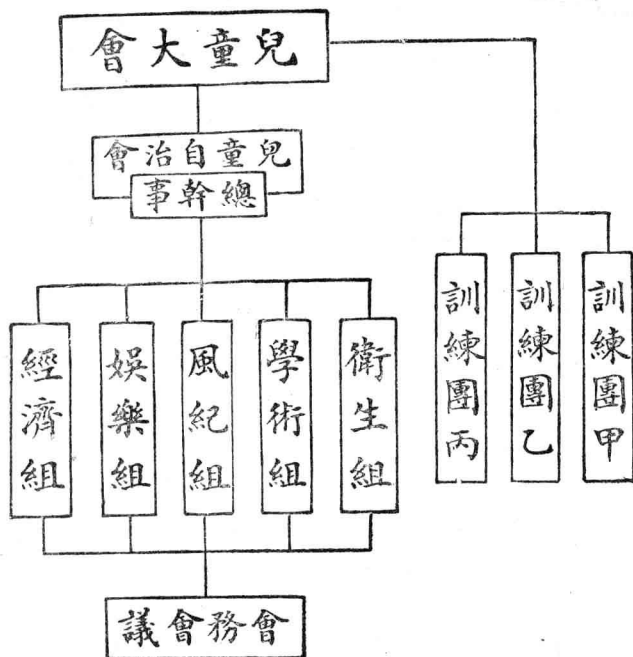 兒童大會
兒童自治會
總幹事
訓練團甲
訓練團乙
訓練團丙
衛生組
學術組
風紀組
娛樂組
經濟組
會務會議